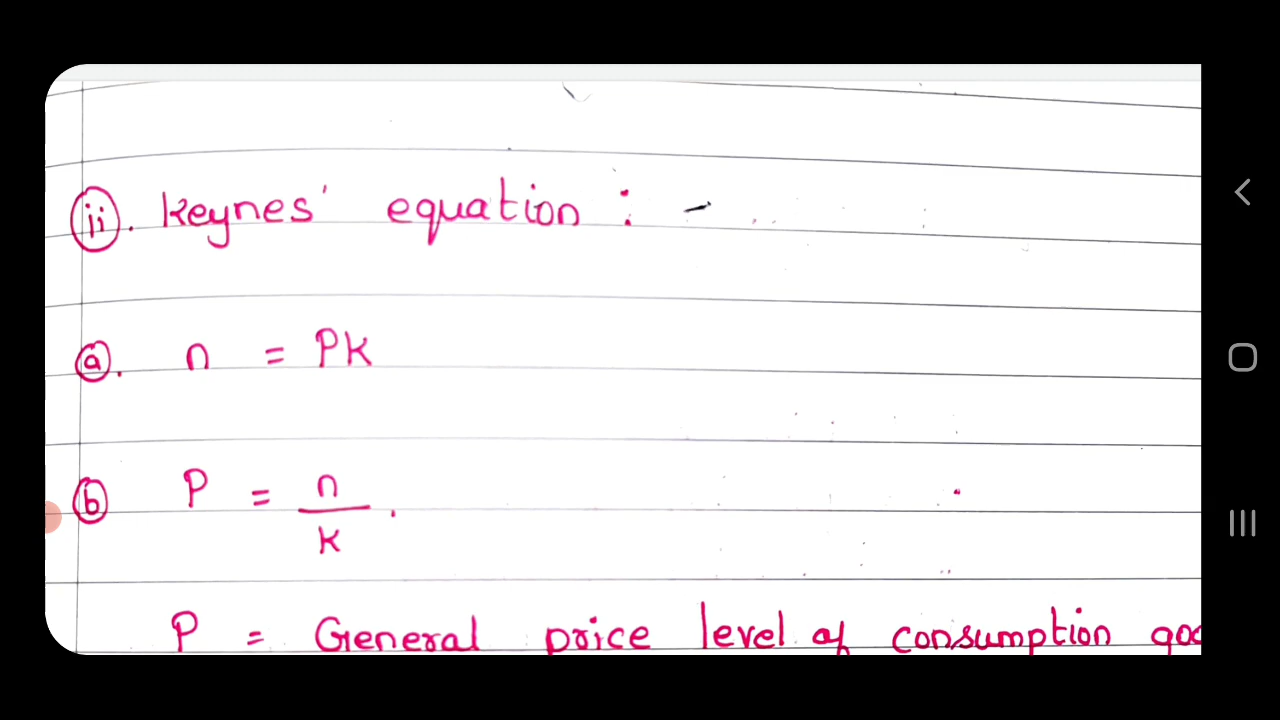 ii. Keynes' equation : -
a. n = PK
b P = n/K .
P = General price level of consumption